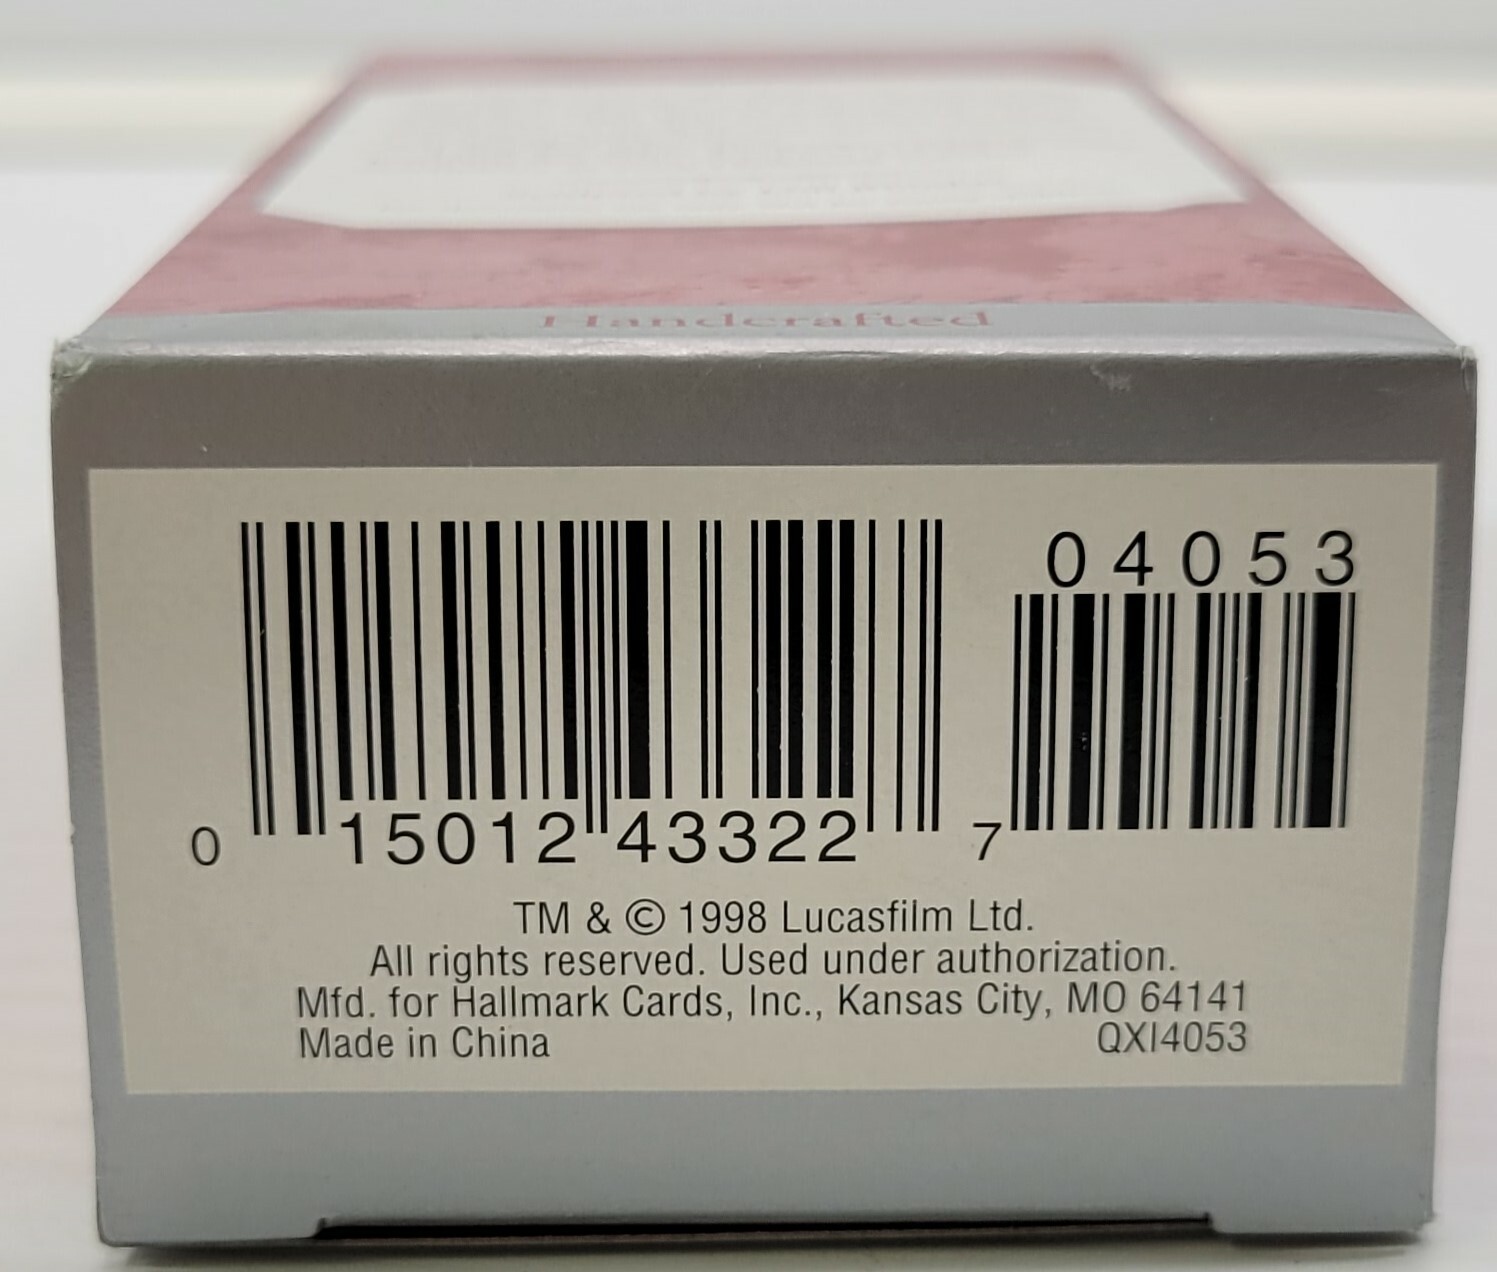 Handcrafted
04053
0 15012 43322 7
TM & © 1998 Lucasfilm Ltd.
All rights reserved. Used under authorization.
Mfd. for Hallmark Cards, Inc., Kansas City, MO 64141
Made in China QXI4053